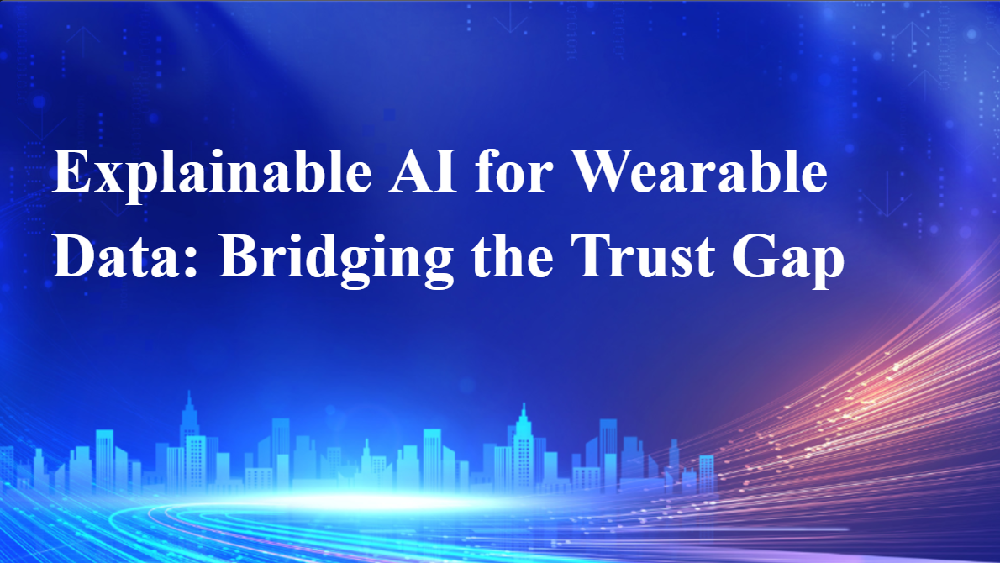 Explainable AI for Wearable
Data: Bridging the Trust Gap